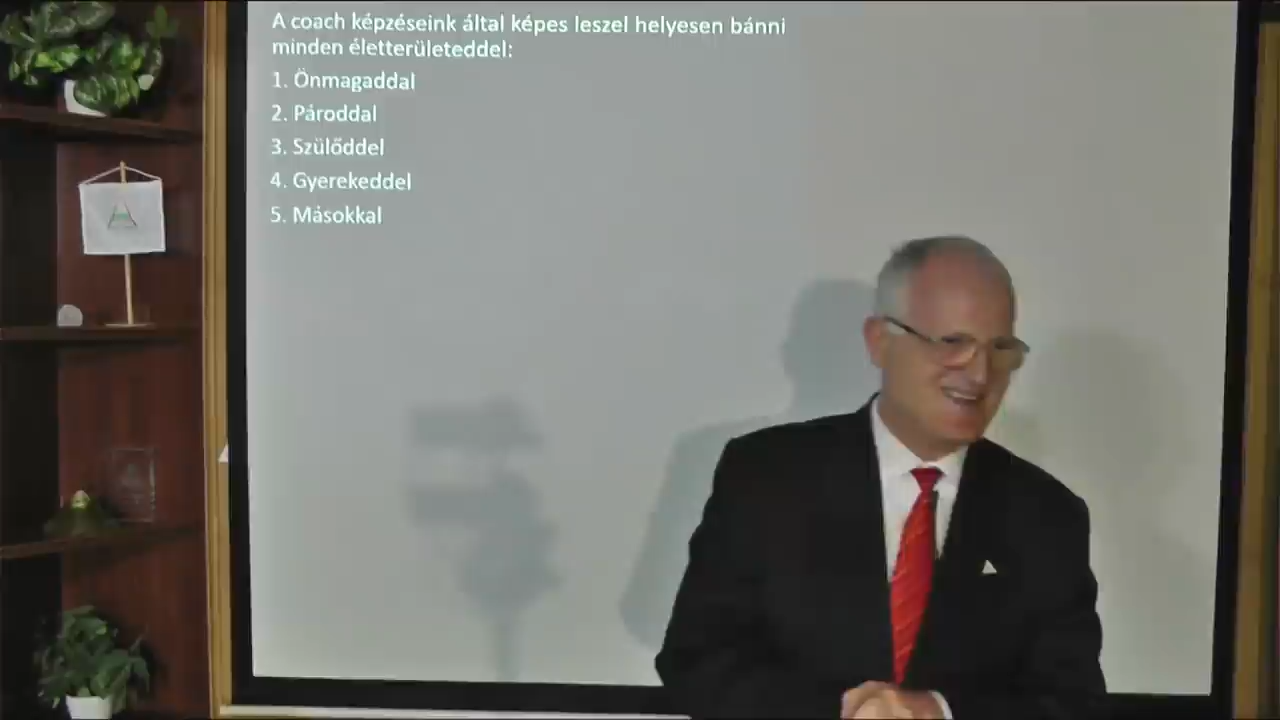 A coach képzéseink által képes leszel helyesen bánni
minden életterületeddel:
1. Önmagaddal
2. Pároddal
3. Szülőddel
4. Gyerekeddel
5. Másokkal